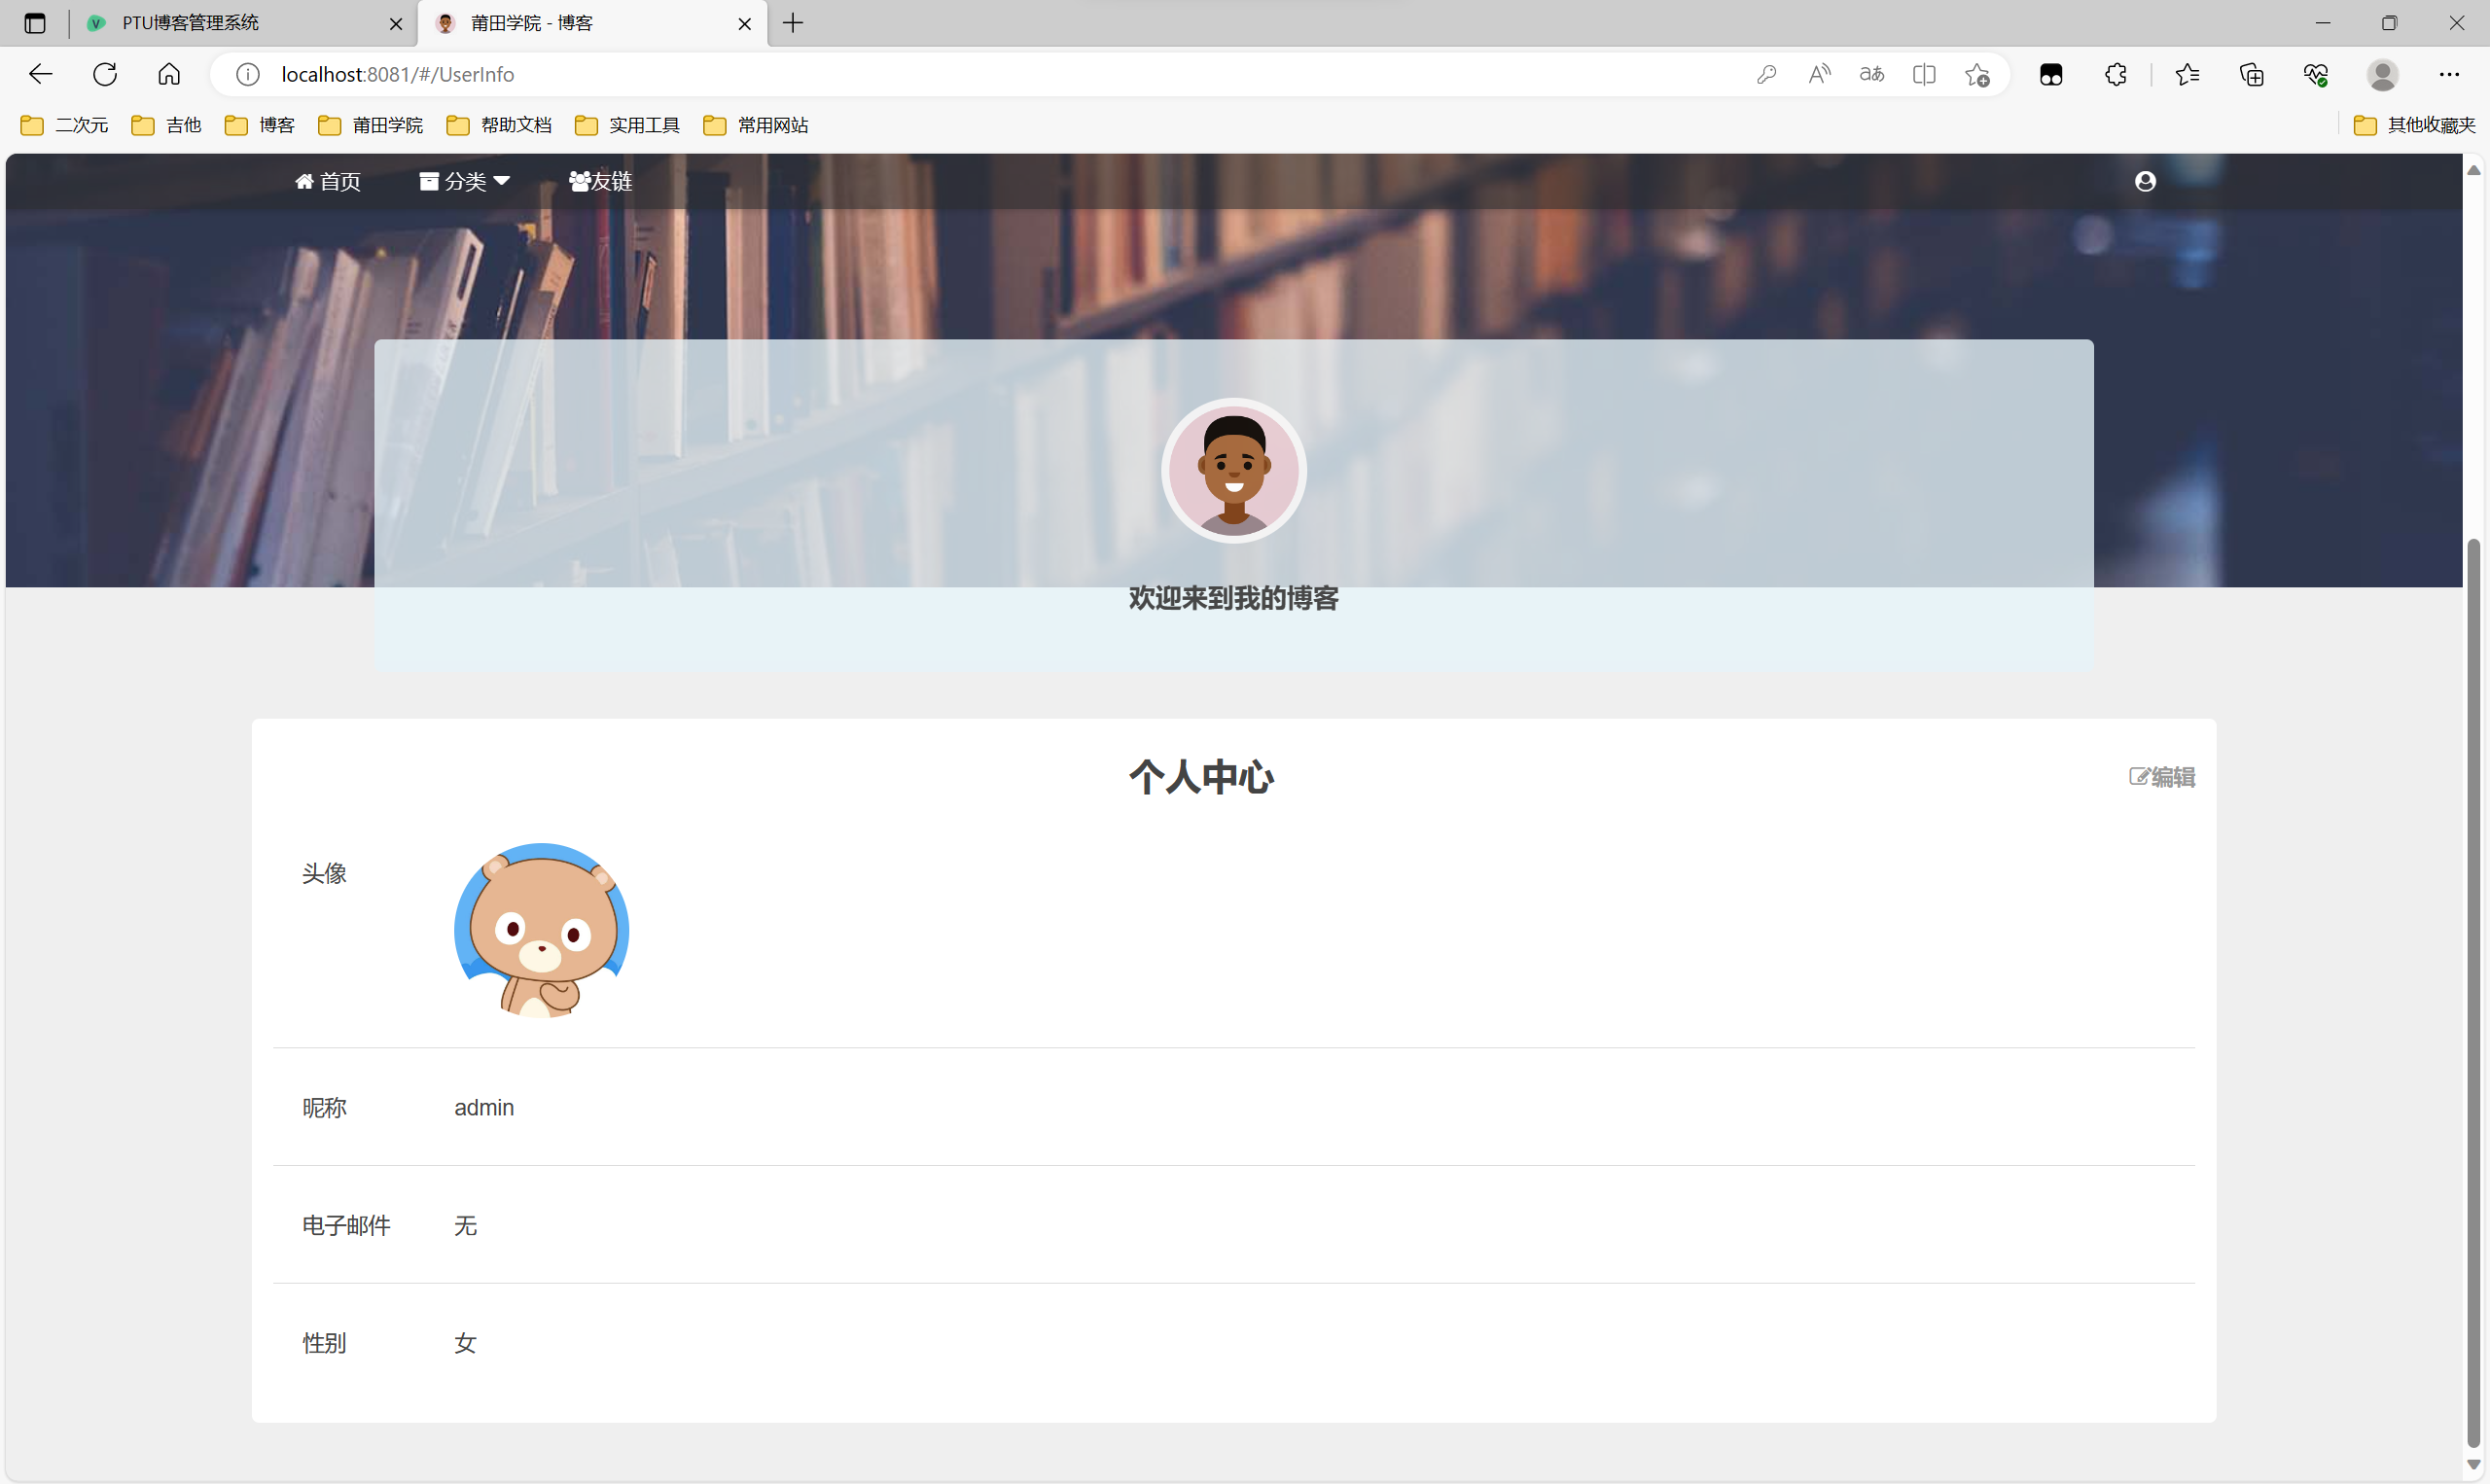 PTU博客管理系统
莆田学院 - 博客
localhost:8081/#/UserInfo
二次元 吉他 博客 莆田学院 帮助文档 实用工具 常用网站 其他收藏夹
首页 分类 友链
欢迎来到我的博客
个人中心 编辑
头像
昵称 admin
电子邮件 无
性别 女